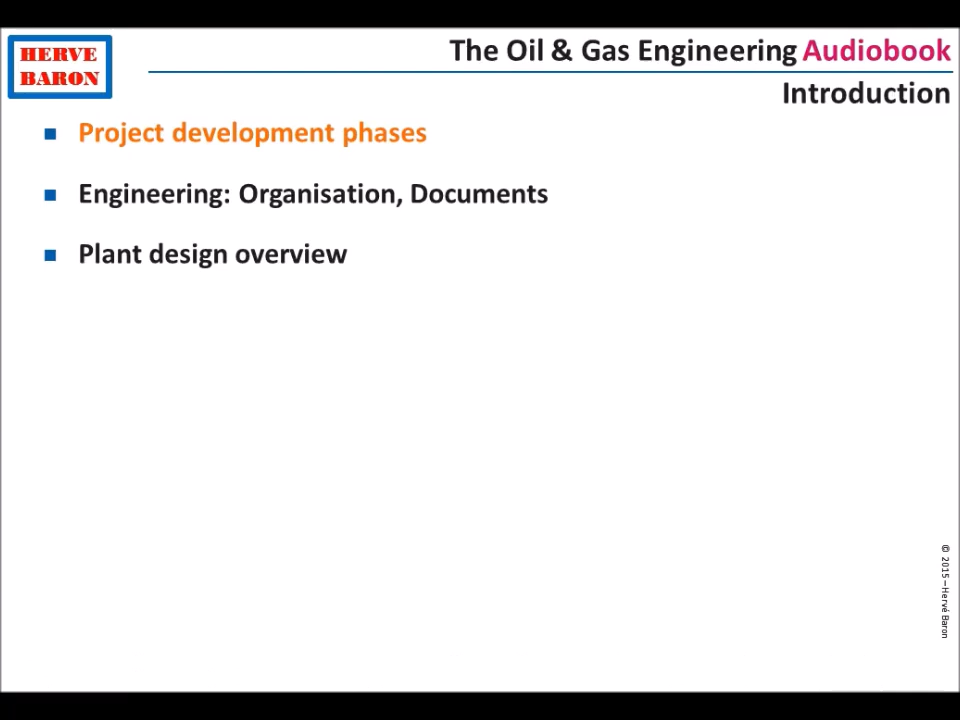 HERVE
BARON
The Oil & Gas Engineering Audiobook
Introduction
Project development phases
Engineering: Organisation, Documents
Plant design overview
© 2015 – Hervé Baron